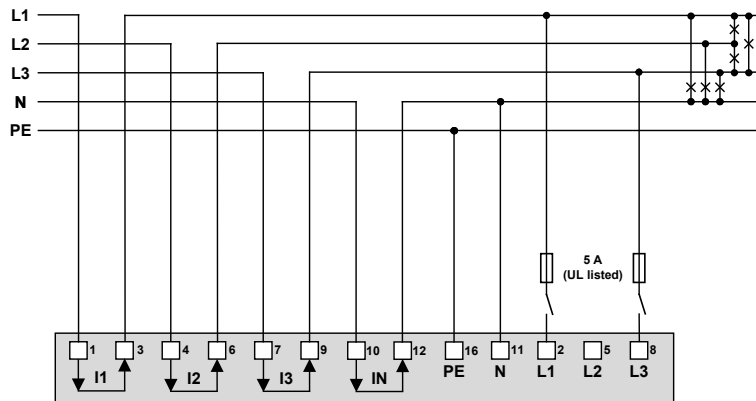 L1
L2
L3
N
PE
5 A
(UL listed)
1 3 4 6 7 9 10 12 16 11 2 5 8
I1 I2 I3 IN PE N L1 L2 L3